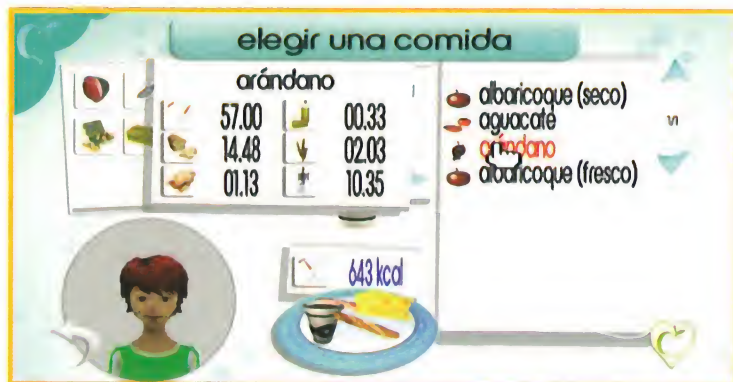 elegir una comida
arándano
57.00 00.33
14.48 02.03
01.13 10.35
643 kcal
albaricoque (seco)
aguacate
arándano
albaricoque (fresco)